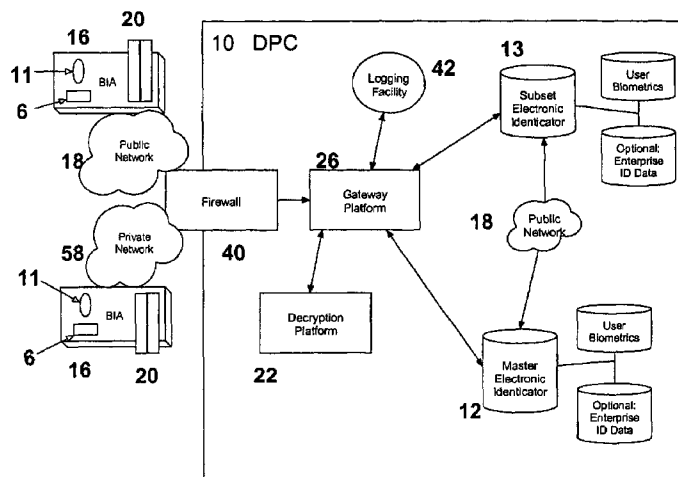 20
16
10 DPC
13
42
11
BIA
6
Logging
Facility
Subset
Electronic
Identicator
User
Biometrics
Optional:
Enterprise
ID Data
Public
Network
18
26
Firewall
Gateway
Platform
18
Public
Network
Private
Network
58
40
11
BIA
6
16
20
Decryption
Platform
22
Master
Electronic
Identicator
12
User
Biometrics
Optional:
Enterprise
ID Data